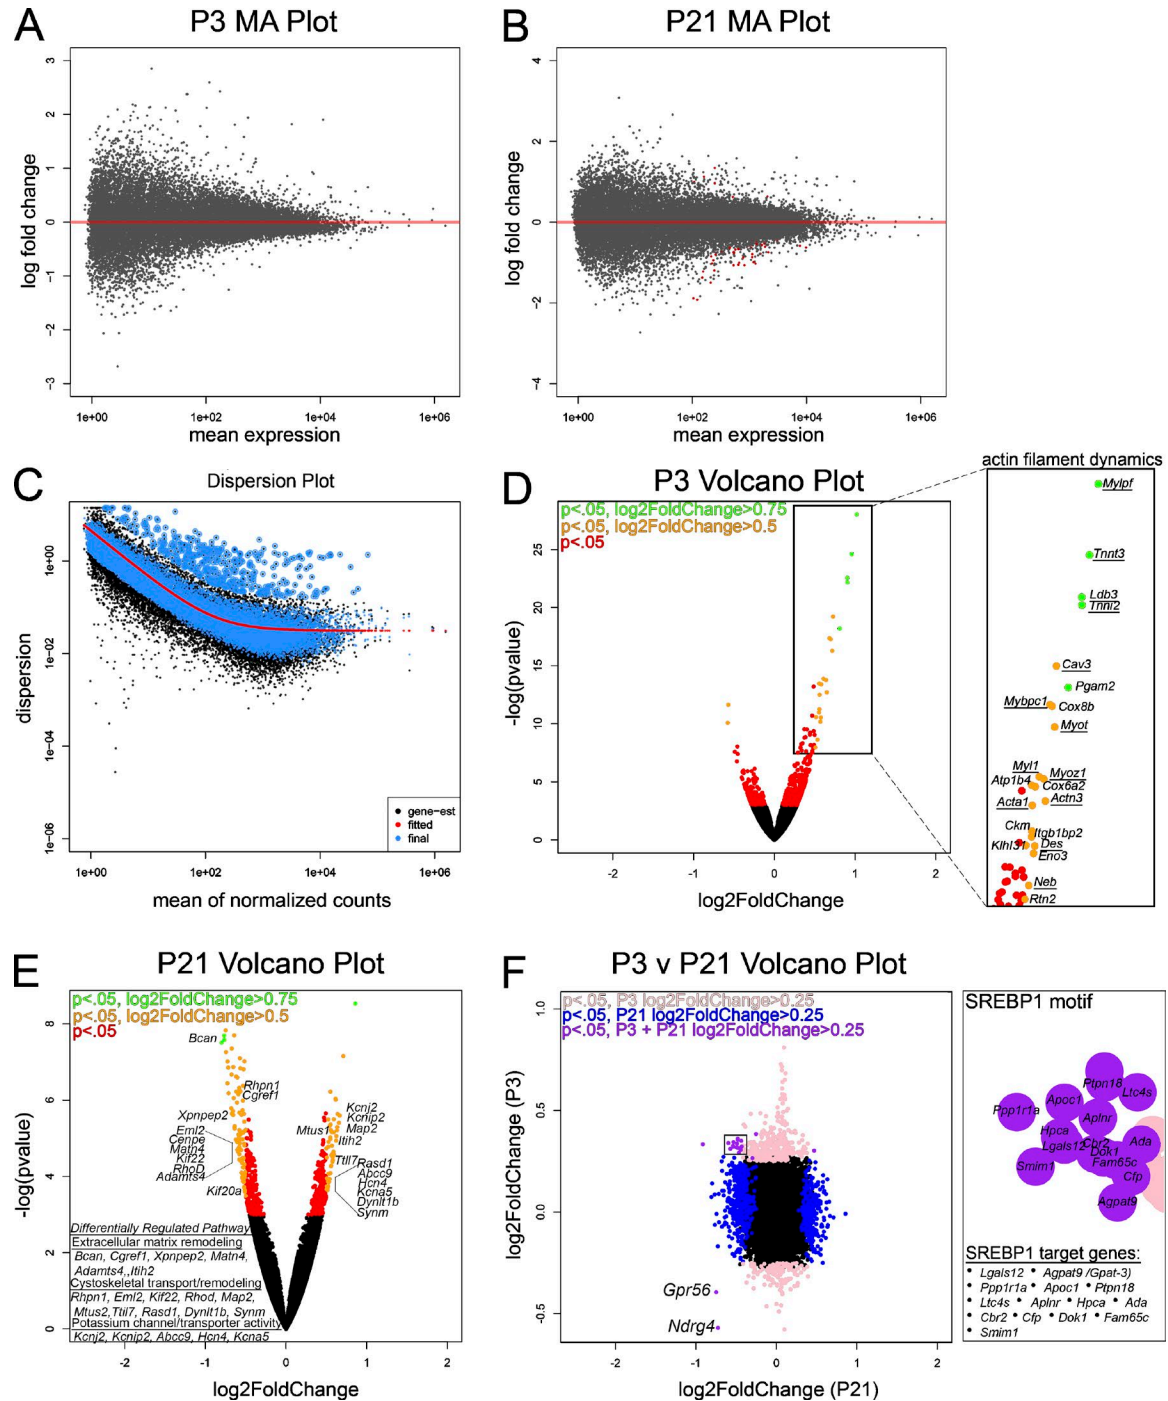 A
P3 MA Plot
3
2
1
0
-1
-2
-3
log fold change
1e+00
1e+02
1e+04
1e+06
mean expression
B
P21 MA Plot
4
2
0
-2
-4
log fold change
1e+00
1e+02
1e+04
1e+06
mean expression
C
Dispersion Plot
1e+00
1e-02
1e-04
1e-06
dispersion
gene-est
fitted
final
1e+00
1e+02
1e+04
1e+06
mean of normalized counts
D
P3 Volcano Plot
p<.05, log2FoldChange>0.75
p<.05, log2FoldChange>0.5
p<.05
25
20
15
10
5
0
-log(pvalue)
-2
-1
0
1
2
log2FoldChange
actin filament dynamics
Mylpf
Tnnt3
Ldb3
Tnni2
Cav3
Pgam2
Mybpc1
Cox8b
Myot
Myl1
Myoz1
Atp1b4
Cox6a2
Acta1
Actn3
Ckm
Itgb1bp2
Klhl31
Des
Eno3
Neb
Rtn2
E
P21 Volcano Plot
p<.05, log2FoldChange>0.75
p<.05, log2FoldChange>0.5
p<.05
8
6
4
2
0
-log(pvalue)
Bcan
Rhpn1
Cgref1
Xpnpep2
Eml2
Cenpe
Matn4
Kif22
RhoD
Adamts4
Kif20a
Kcnj2
Kcnip2
Map2
Mtus1
Itih2
Ttll7
Rasd1
Abcc9
Hcn4
Kcna5
Dynlt1b
Synm
Differentially Regulated Pathway
Extracellular matrix remodeling
Bcan, Cgref1, Xpnpep2, Matn4,
Adamts4,,Itih2
Cystoskeletal transport/remodeling
Rhpn1, Eml2, Kif22, Rhod, Map2,
Mtus2,Ttil7, Rasd1, Dynlt1b, Synm
Potassium channel/transporter activity
Kcnj2, Kcnip2, Abcc9, Hcn4, Kcna5
-2
-1
0
1
2
log2FoldChange
F
P3 v P21 Volcano Plot
p<.05, P3 log2FoldChange>0.25
p<.05, P21 log2FoldChange>0.25
p<.05, P3 + P21 log2FoldChange>0.25
1.0
0.5
0.0
-0.5
log2FoldChange (P3)
Gpr56
Ndrg4
-2
-1
0
1
2
log2FoldChange (P21)
SREBP1 motif
Ptpn18
Ltc4s
Apoc1
Ppp1r1a
Aplnr
Hpca
Lgals12
Cbr2
Ada
Dok1
Smim1
Fam65c
Cfp
Agpat9
SREBP1 target genes:
• Lgals12 • Agpat9 /Gpat-3)
• Ppp1r1a • Apoc1 • Ptpn18
• Ltc4s • Aplnr • Hpca • Ada
• Cbr2 • Cfp • Dok1 • Fam65c
• Smim1